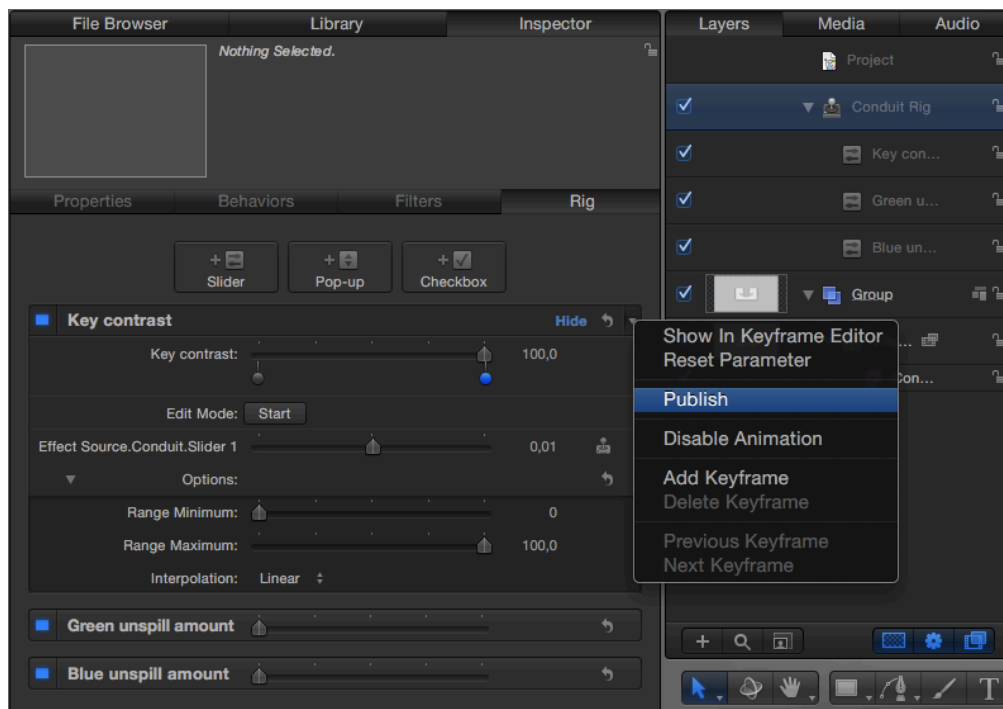 File Browser Library Inspector
Nothing Selected.
Properties Behaviors Filters Rig
Slider Pop-up Checkbox
Key contrast Hide
Key contrast: 100,0
Edit Mode: Start
Effect Source.Conduit.Slider 1 0,01
Options:
Range Minimum: 0
Range Maximum: 100,0
Interpolation: Linear
Green unspill amount
Blue unspill amount
Layers Media Audio
Project
Conduit Rig
Key con...
Green u...
Blue un...
Group
...
Con...
Show In Keyframe Editor
Reset Parameter
Publish
Disable Animation
Add Keyframe
Delete Keyframe
Previous Keyframe
Next Keyframe
T